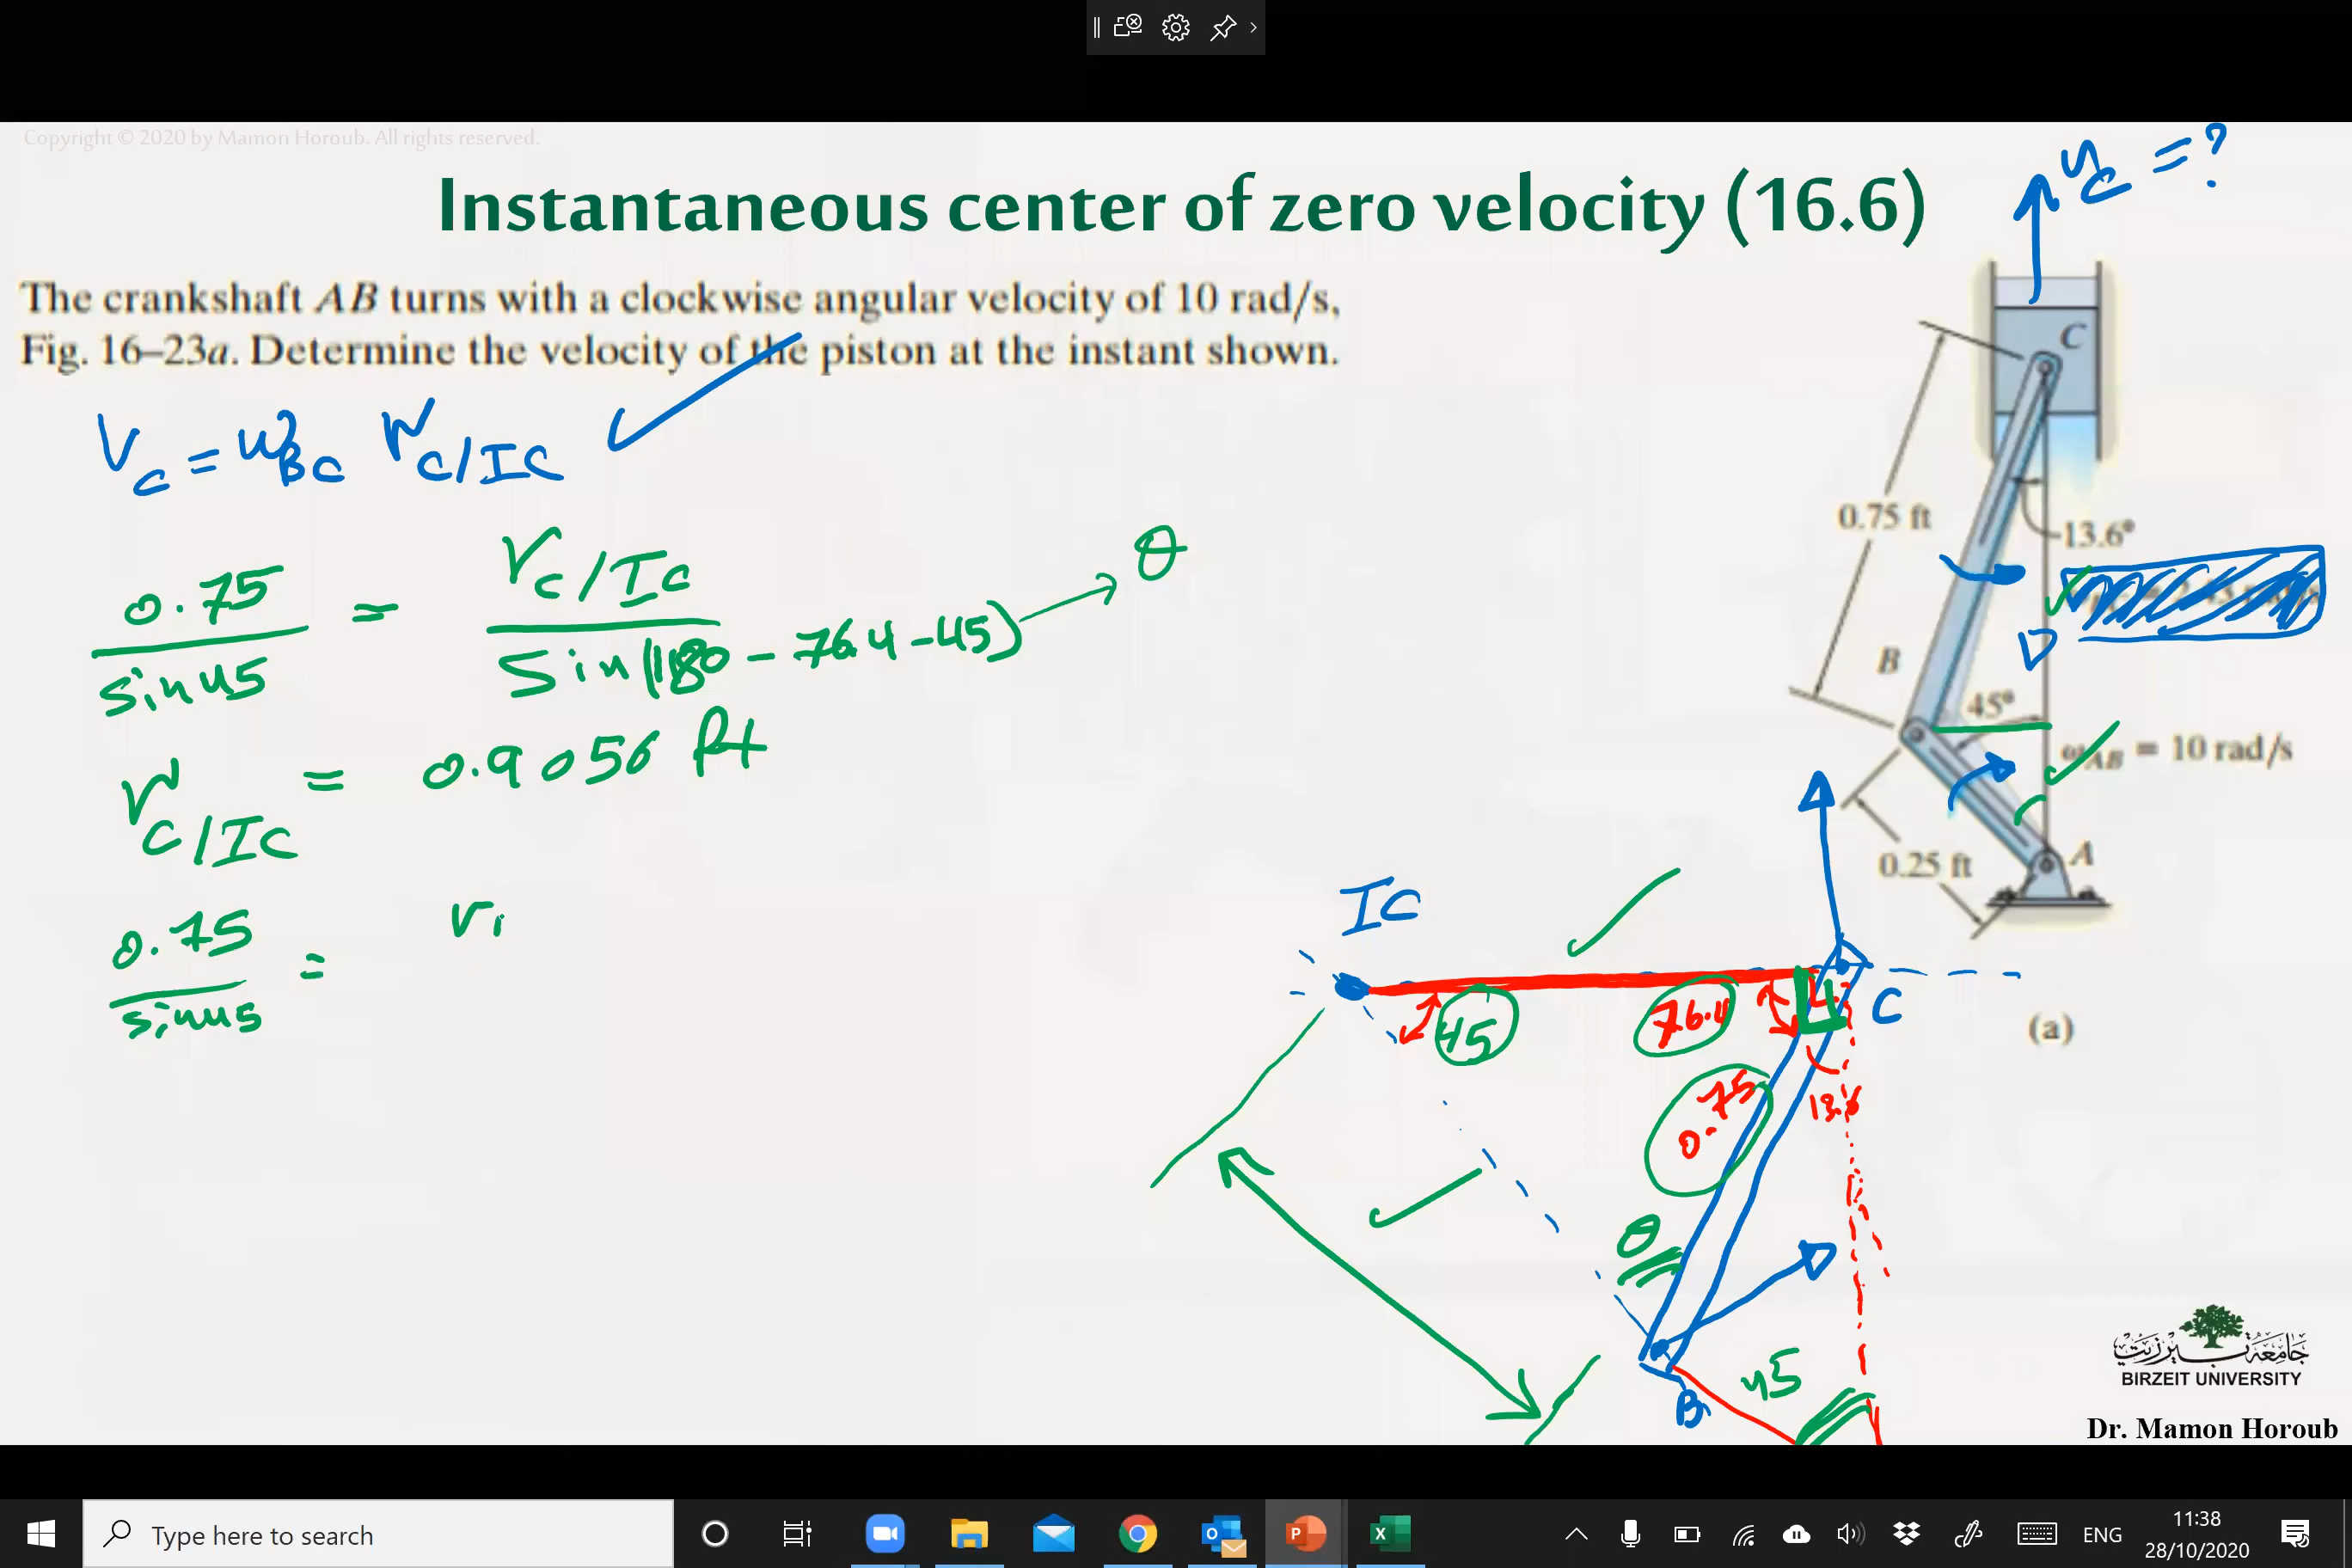 Copyright © 2020 by Mamon Horoub. All rights reserved.
Instantaneous center of zero velocity (16.6)
The crankshaft AB turns with a clockwise angular velocity of 10 rad/s,
Fig. 16–23a. Determine the velocity of the piston at the instant shown.
v_C = ?
V_C = ω_BC r_C/IC
0.75 / sin 45 = r_C/IC / sin(180 - 76.4 - 45) → θ
r_C/IC = 0.9056 ft
0.75 / sin 45 =
C
0.75 ft
13.6°
B
45°
ω_AB = 10 rad/s
0.25 ft
A
(a)
IC
45
76.4
C
0.75
13.6
θ
45
B
جامعة بيرزيت
BIRZEIT UNIVERSITY
Dr. Mamon Horoub
Type here to search
ENG
11:38
28/10/2020